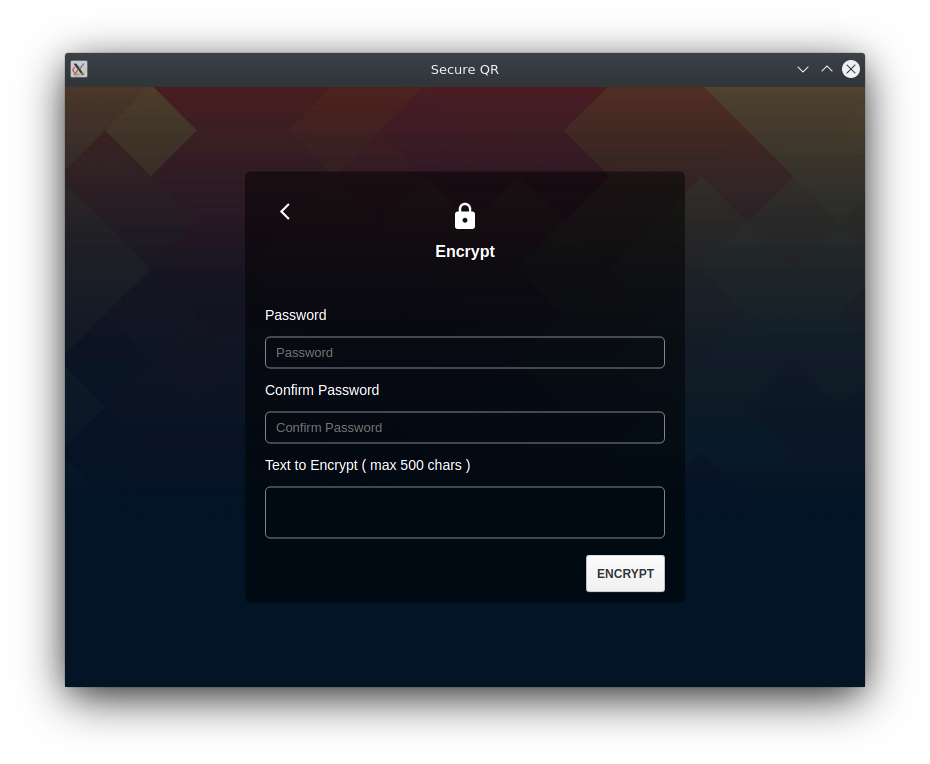 Secure QR
Encrypt
Password
Password
Confirm Password
Confirm Password
Text to Encrypt ( max 500 chars )
ENCRYPT